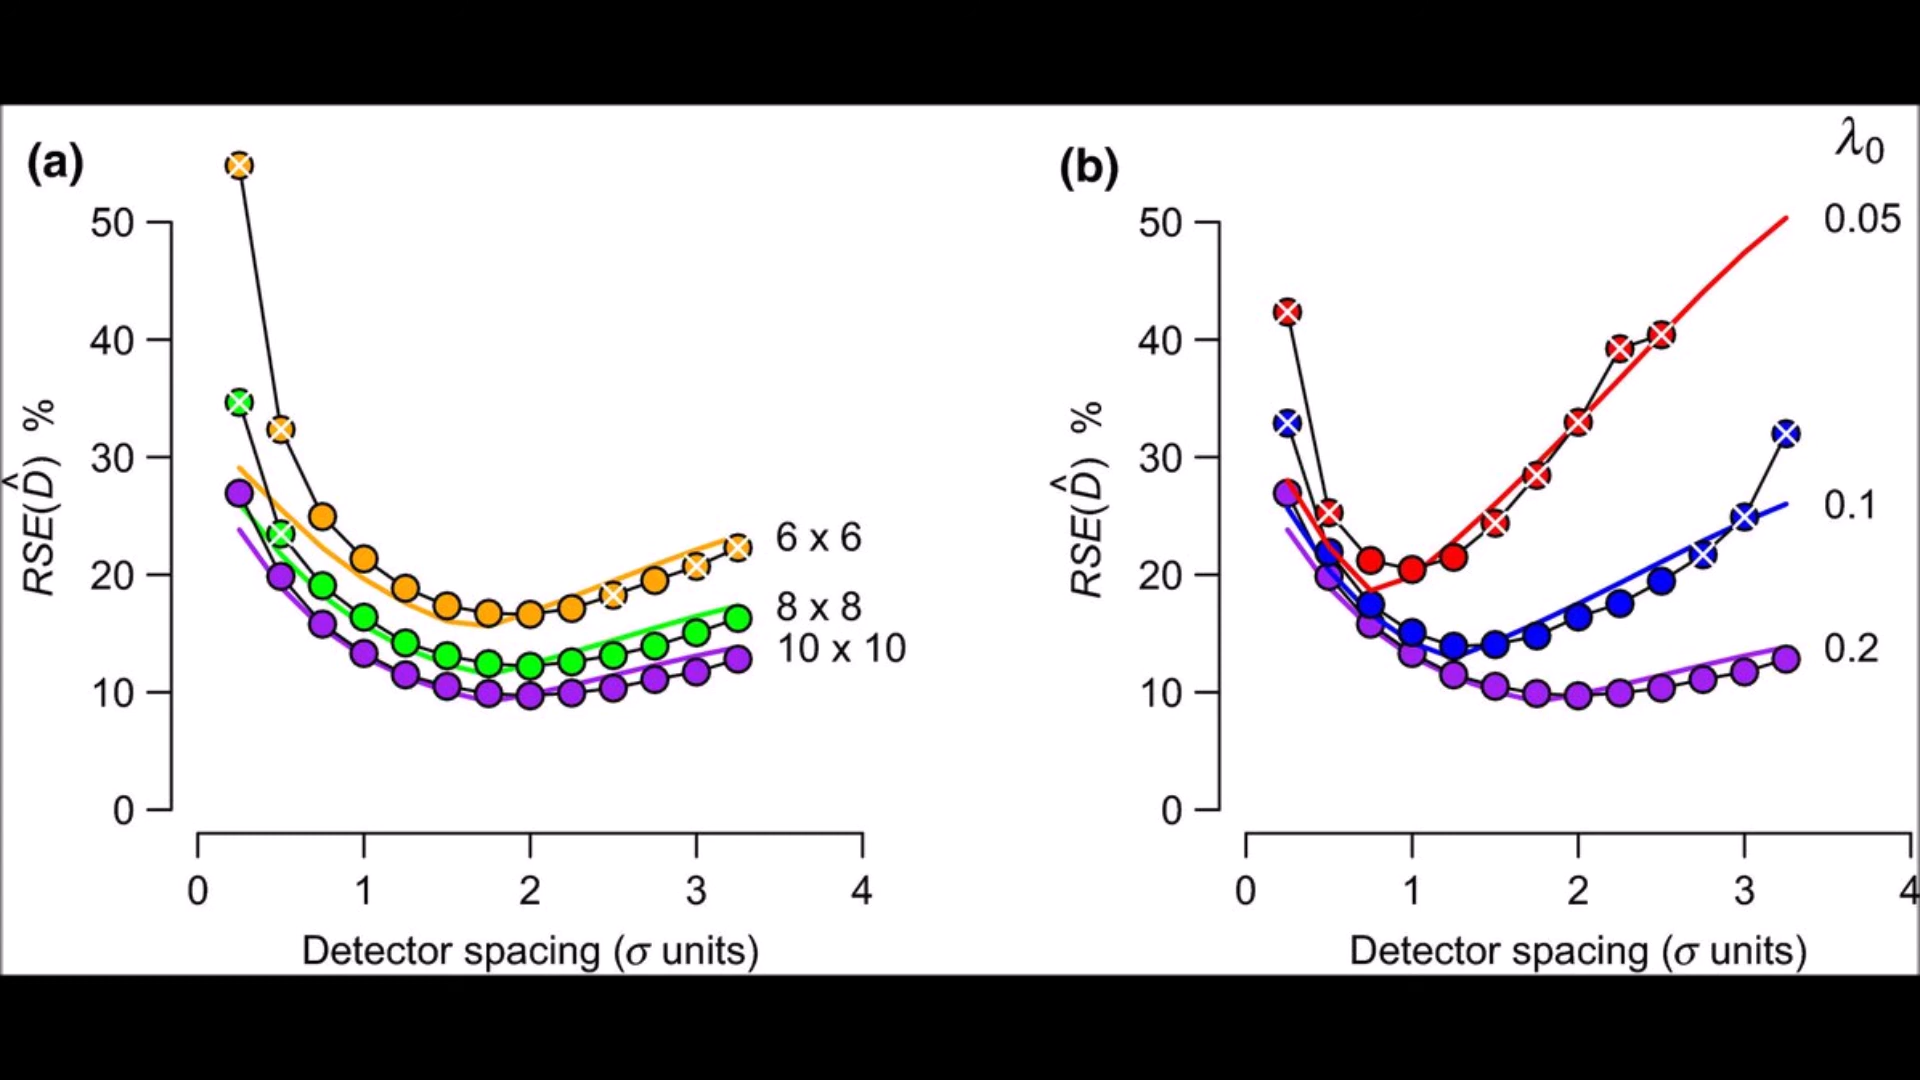 (a)
50
40
30
20
10
0
RSE(D̂) %
0 1 2 3 4
Detector spacing (σ units)
6 x 6
8 x 8
10 x 10
(b)
λ0
50
40
30
20
10
0
RSE(D̂) %
0 1 2 3 4
Detector spacing (σ units)
0.05
0.1
0.2